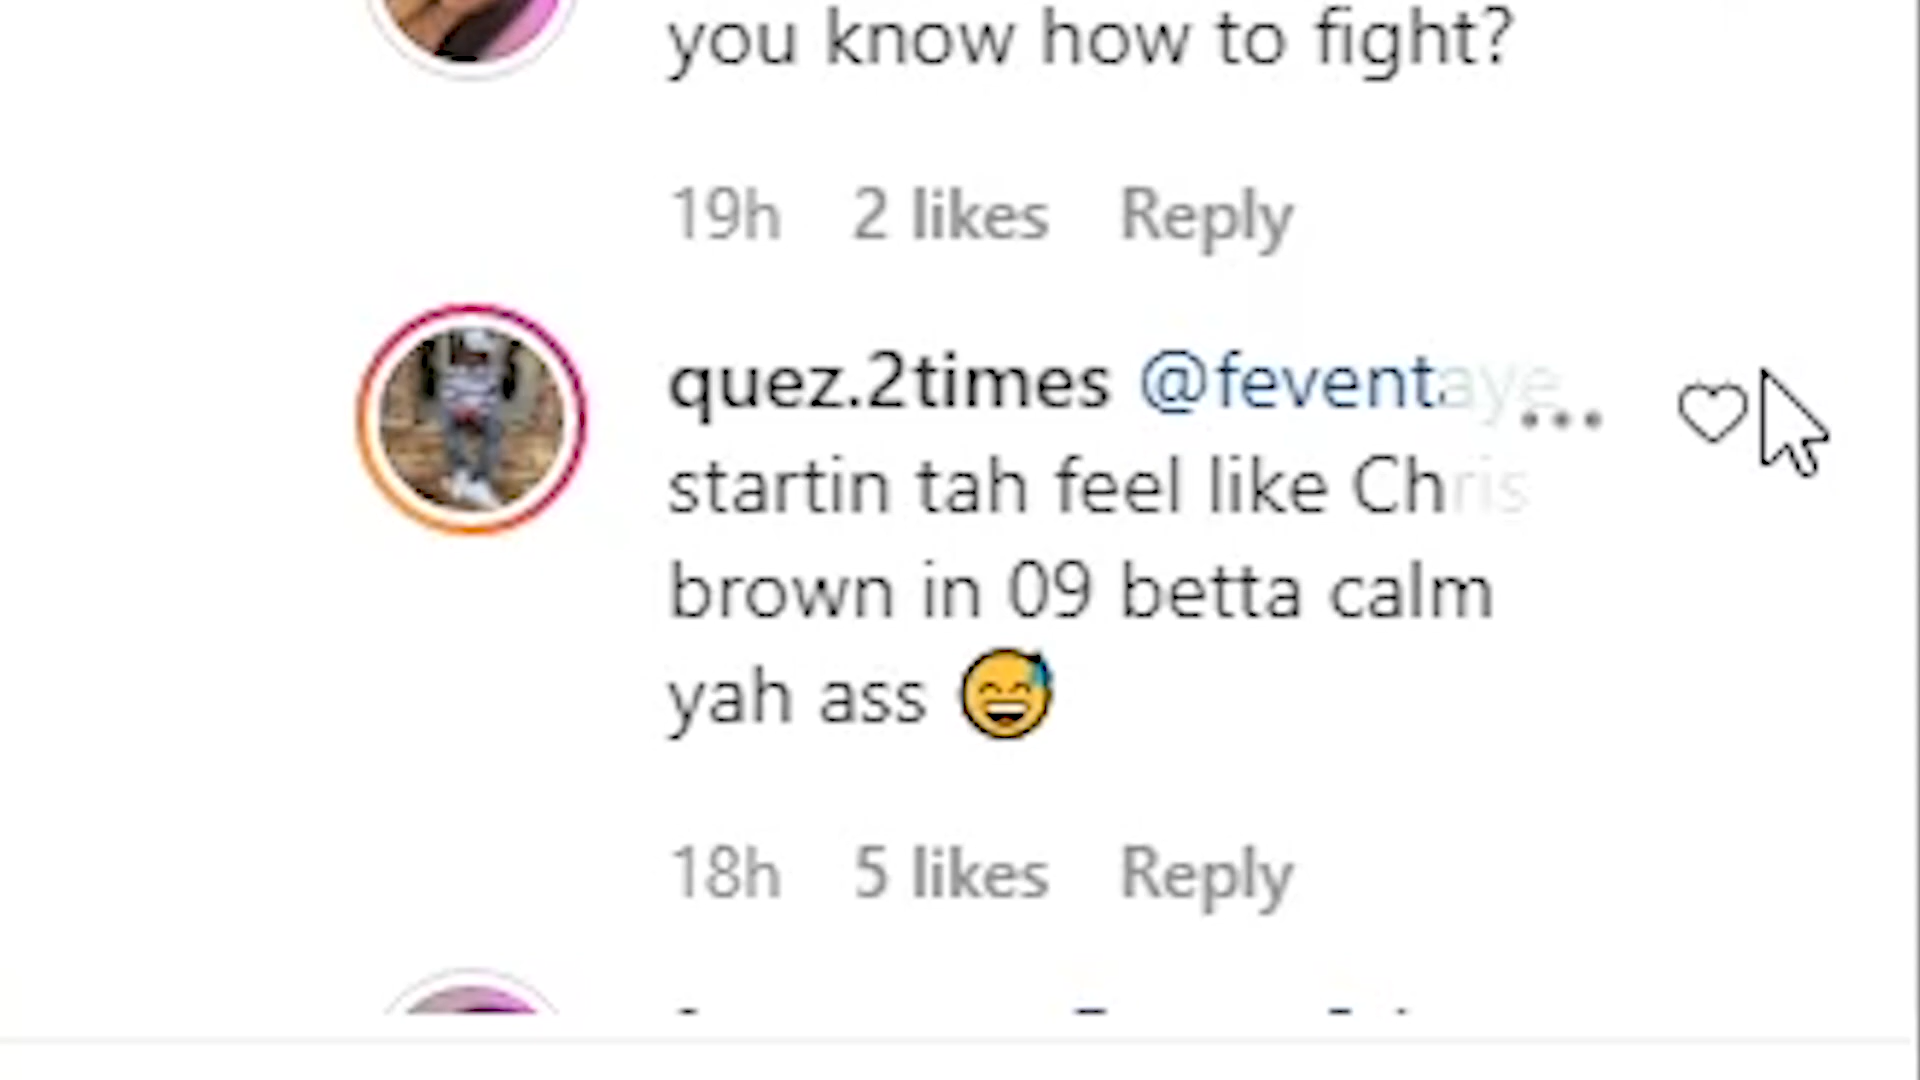 you know how to fight?
19h 2 likes Reply
quez.2times @feventaye
startin tah feel like Chris
brown in 09 betta calm
yah ass 😅
18h 5 likes Reply